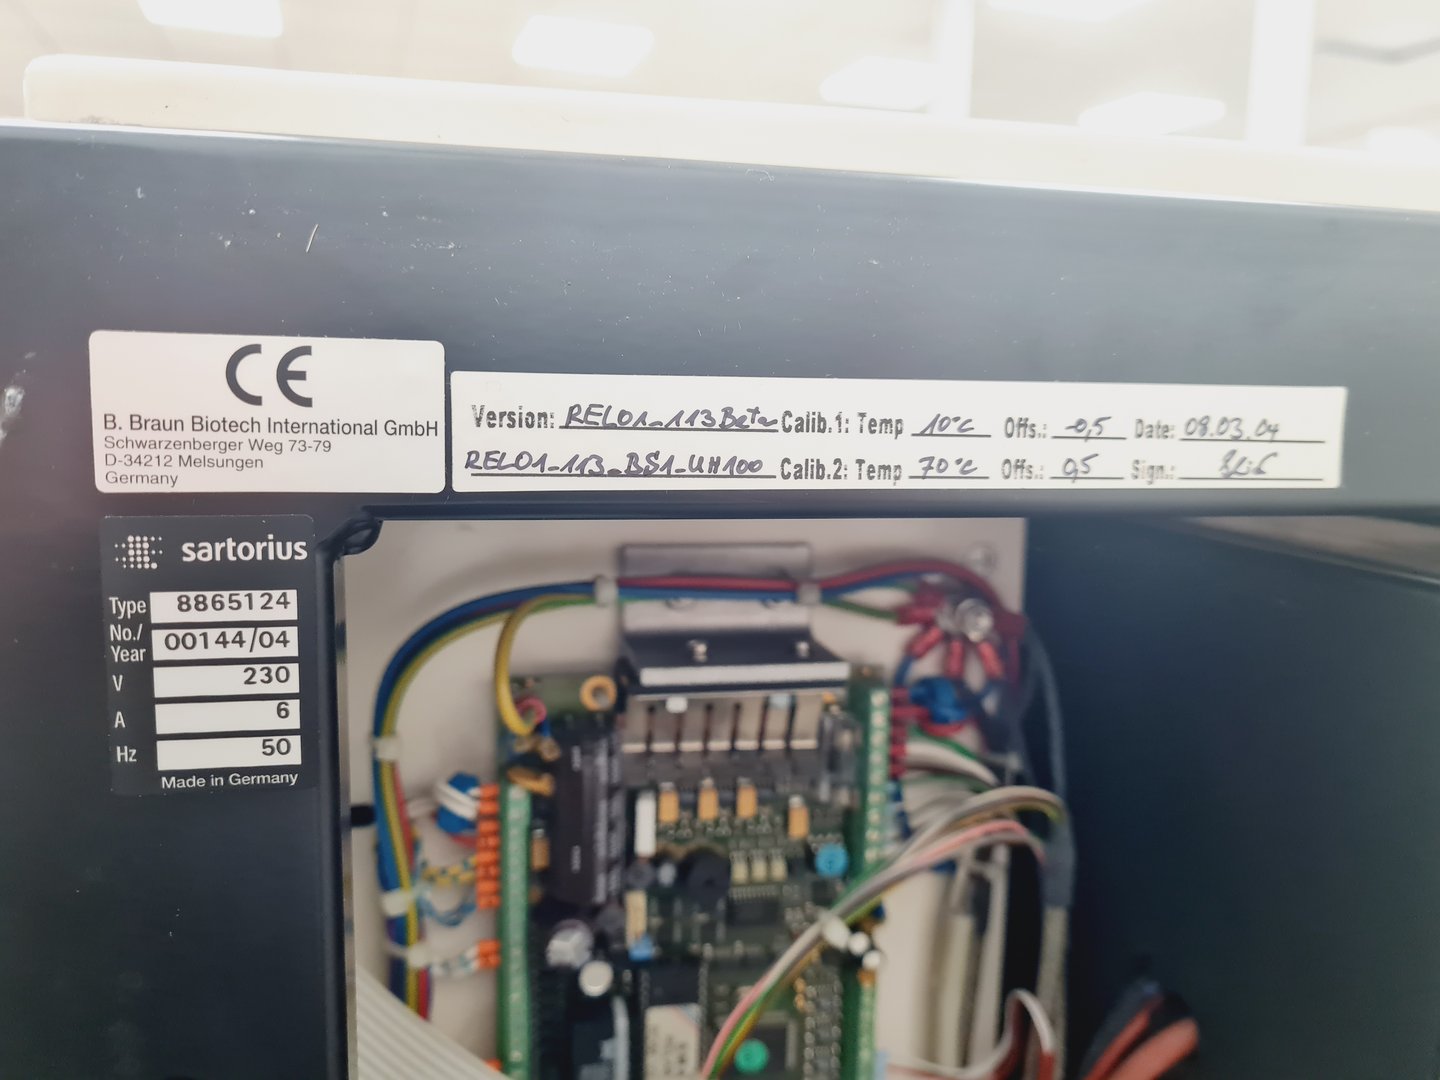 CE
B. Braun Biotech International GmbH
Schwarzenberger Weg 73-79
D-34212 Melsungen
Germany
Version: REL01_113Beta Calib.1: Temp 10°C Offs.: -0,5 Date: 08.03.04
REL01_113_BS1_UH100 Calib.2: Temp 70°C Offs.: 0,5 Sign.:
sartorius
Type 8865124
No./Year 00144/04
V 230
A 6
Hz 50
Made in Germany